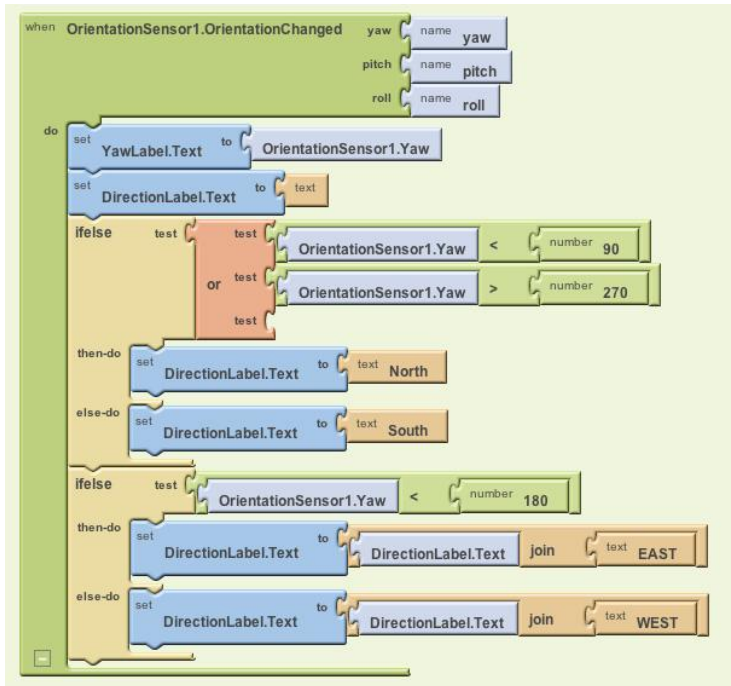 when OrientationSensor1.OrientationChanged yaw name yaw
pitch name pitch
roll name roll
do
set YawLabel.Text to OrientationSensor1.Yaw
set DirectionLabel.Text to text
ifelse test test OrientationSensor1.Yaw < number 90
or test OrientationSensor1.Yaw > number 270
test
then-do set DirectionLabel.Text to text North
else-do set DirectionLabel.Text to text South
ifelse test OrientationSensor1.Yaw < number 180
then-do set DirectionLabel.Text to DirectionLabel.Text join text EAST
else-do set DirectionLabel.Text to DirectionLabel.Text join text WEST